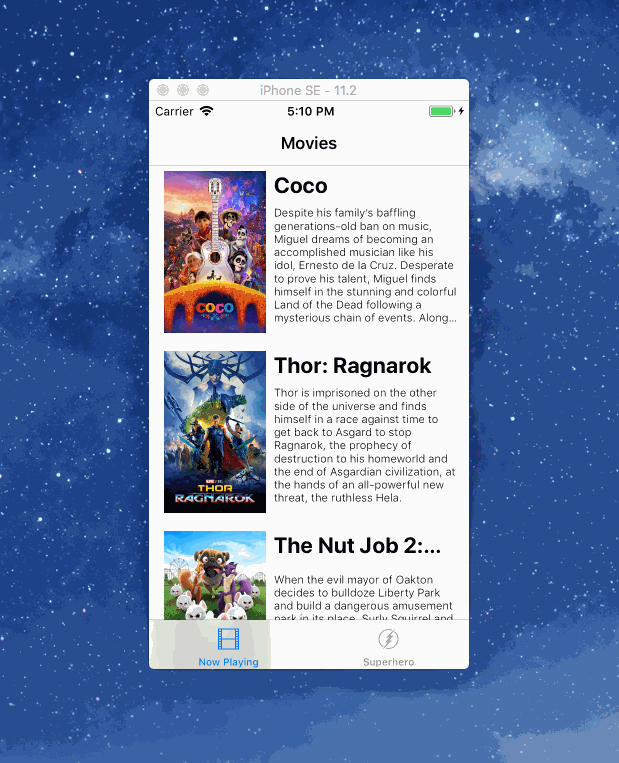 iPhone SE - 11.2
Carrier 5:10 PM
Movies
Coco
Despite his family's baffling
generations-old ban on music,
Miguel dreams of becoming an
accomplished musician like his
idol, Ernesto de la Cruz. Desperate
to prove his talent, Miguel finds
himself in the stunning and colorful
Land of the Dead following a
mysterious chain of events. Along...
COCO
Thor: Ragnarok
Thor is imprisoned on the other
side of the universe and finds
himself in a race against time to
get back to Asgard to stop
Ragnarok, the prophecy of
destruction to his homeworld and
the end of Asgardian civilization, at
the hands of an all-powerful new
threat, the ruthless Hela.
THOR
RAGNAROK
The Nut Job 2:...
When the evil mayor of Oakton
decides to bulldoze Liberty Park
and build a dangerous amusement
park in its place, Surly Squirrel and
Now Playing
Superhero